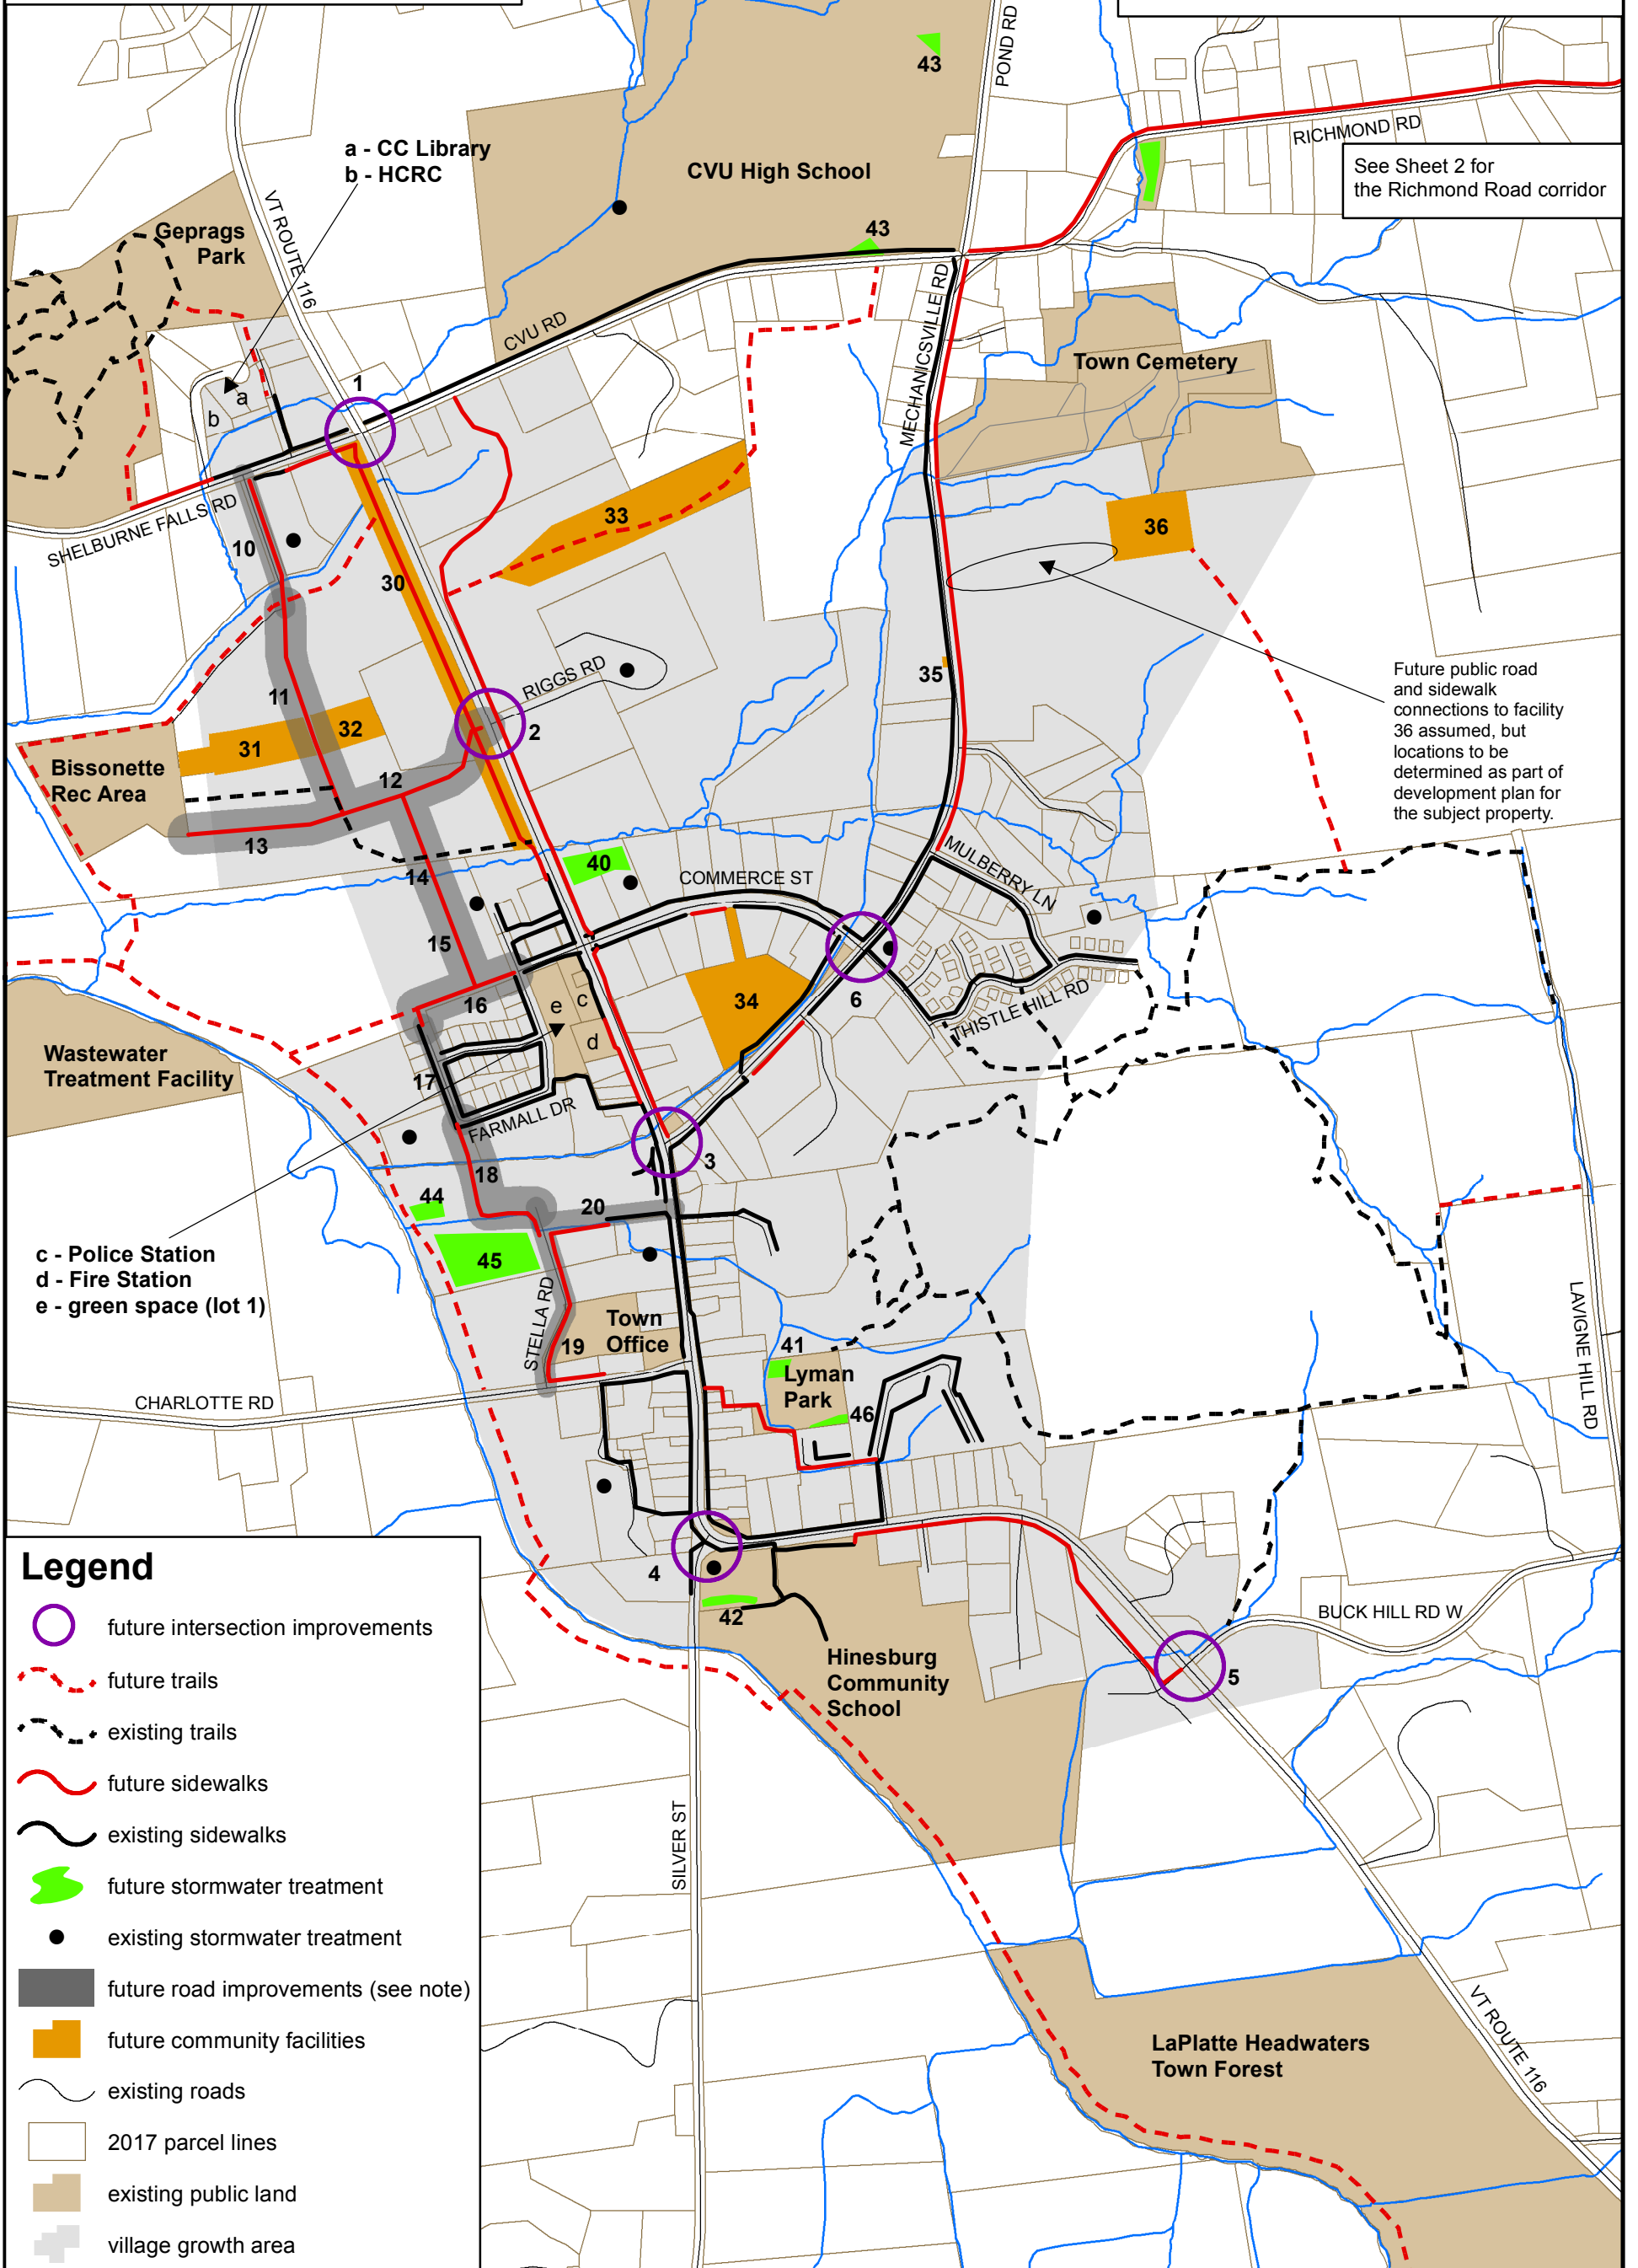 POND RD
43
RICHMOND RD
a - CC Library
b - HCRC
CVU High School
See Sheet 2 for
the Richmond Road corridor
VT ROUTE 116
Geprags
Park
43
MECHANICSVILLE RD
CVU RD
Town Cemetery
1
a
b
SHELBURNE FALLS RD
10
33
36
30
35
RIGGS RD
11
2
Future public road
and sidewalk
connections to facility
36 assumed, but
locations to be
determined as part of
development plan for
the subject property.
31
32
Bissonette
Rec Area
12
13
MULBERRY LN
40
COMMERCE ST
14
15
34
6
16
e
c
d
THISTLE HILL RD
Wastewater
Treatment Facility
17
FARMALL DR
3
18
44
20
c - Police Station
d - Fire Station
e - green space (lot 1)
45
STELLA RD
Town
Office
19
41
Lyman
Park
46
LAVIGNE HILL RD
CHARLOTTE RD
4
42
BUCK HILL RD W
Hinesburg
Community
School
5
SILVER ST
LaPlatte Headwaters
Town Forest
VT ROUTE 116
Legend
future intersection improvements
future trails
existing trails
future sidewalks
existing sidewalks
future stormwater treatment
existing stormwater treatment
future road improvements (see note)
future community facilities
existing roads
2017 parcel lines
existing public land
village growth area